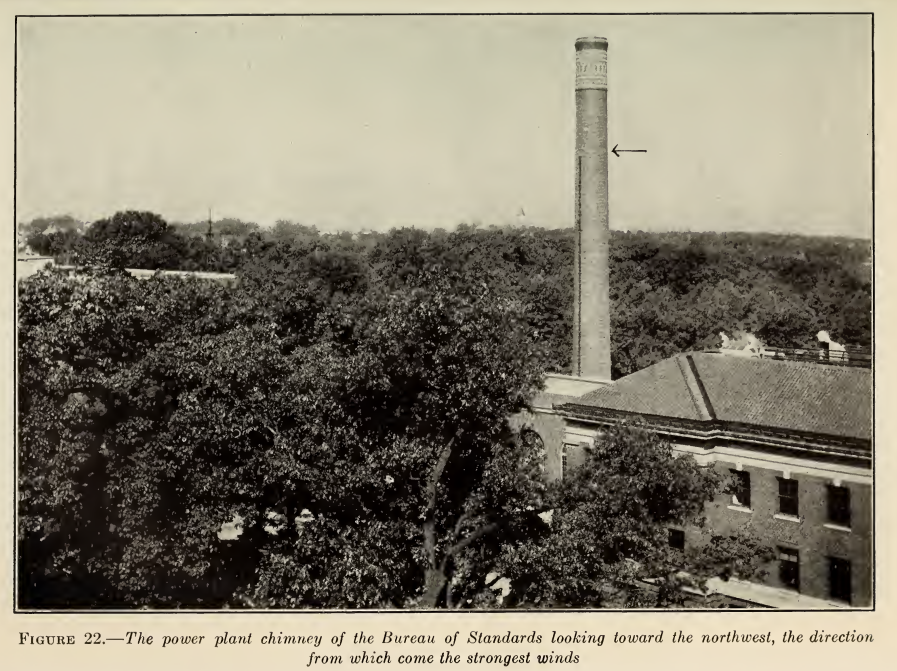 FIGURE 22.—The power plant chimney of the Bureau of Standards looking toward the northwest, the direction
from which come the strongest winds